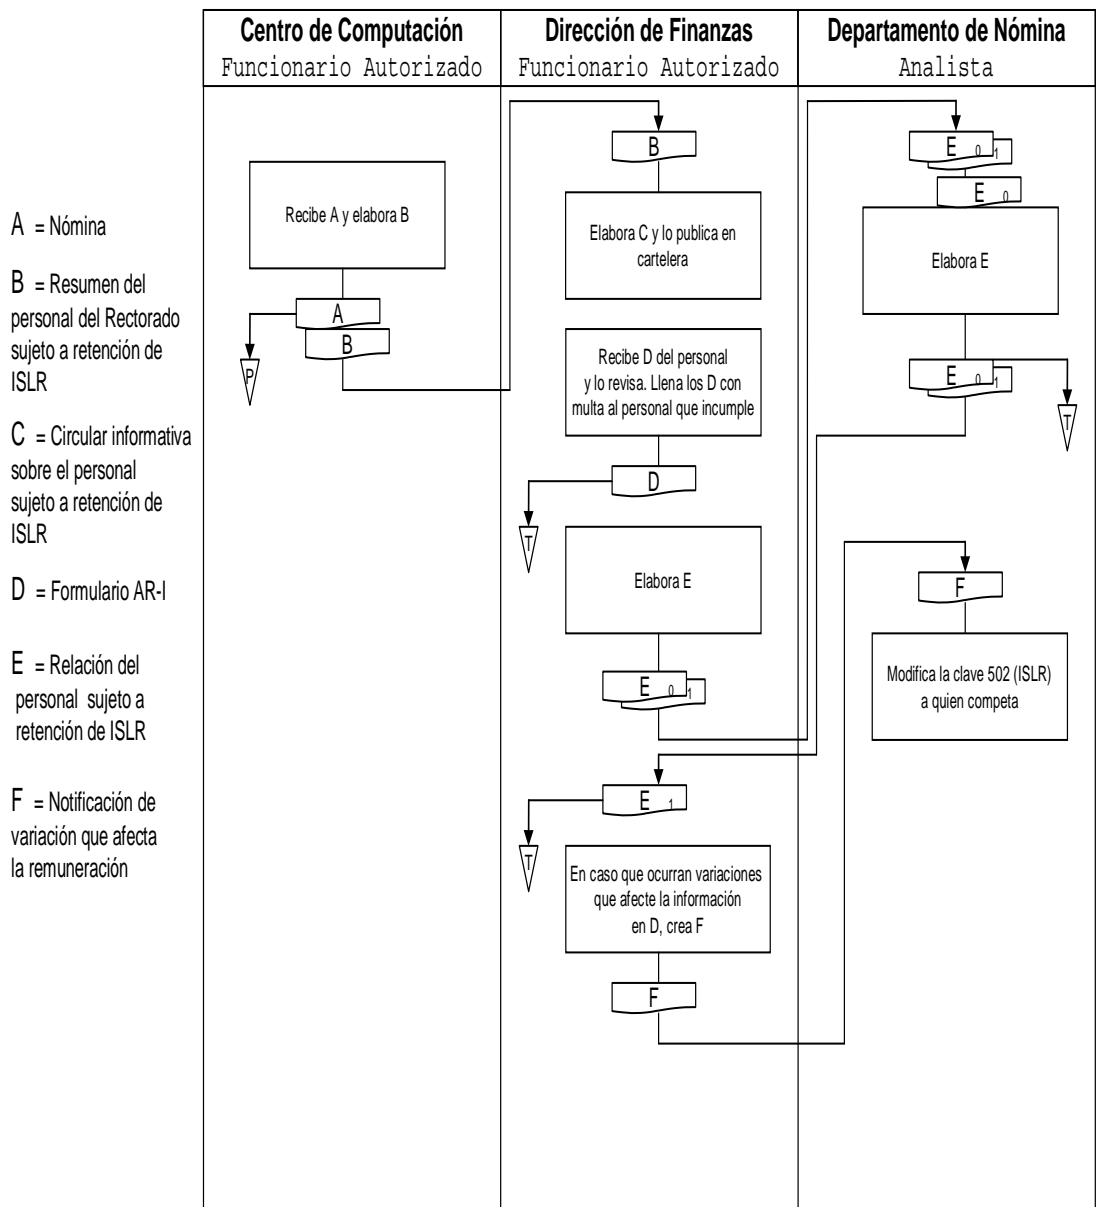 Centro de Computación
Funcionario Autorizado
Dirección de Finanzas
Funcionario Autorizado
Departamento de Nómina
Analista
A = Nómina
B = Resumen del
personal del Rectorado
sujeto a retención de
ISLR
C = Circular informativa
sobre el personal
sujeto a retención de
ISLR
D = Formulario AR-I
E = Relación del
personal sujeto a
retención de ISLR
F = Notificación de
variación que afecta
la remuneración
Recibe A y elabora B
A
B
P
B
Elabora C y lo publica en
cartelera
Recibe D del personal
y lo revisa. Llena los D con
multa al personal que incumple
D
T
Elabora E
E 0 1
E 1
T
En caso que ocurran variaciones
que afecte la información
en D, crea F
F
E 0 1
E 0
Elabora E
E 0 1
T
F
Modifica la clave 502 (ISLR)
a quien competa